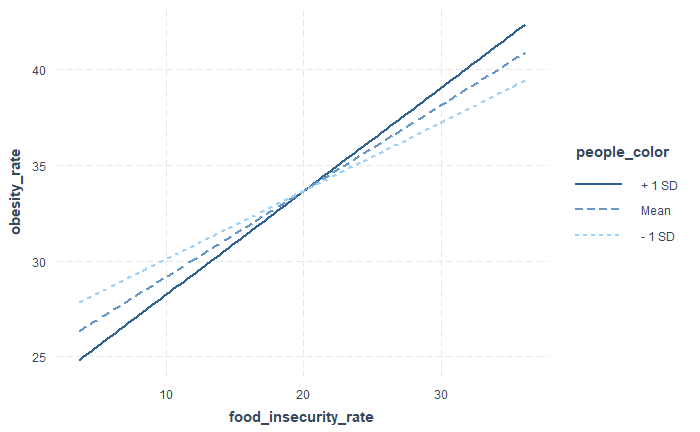 40
35
30
25
obesity_rate
10 20 30
food_insecurity_rate
people_color
+ 1 SD
Mean
- 1 SD